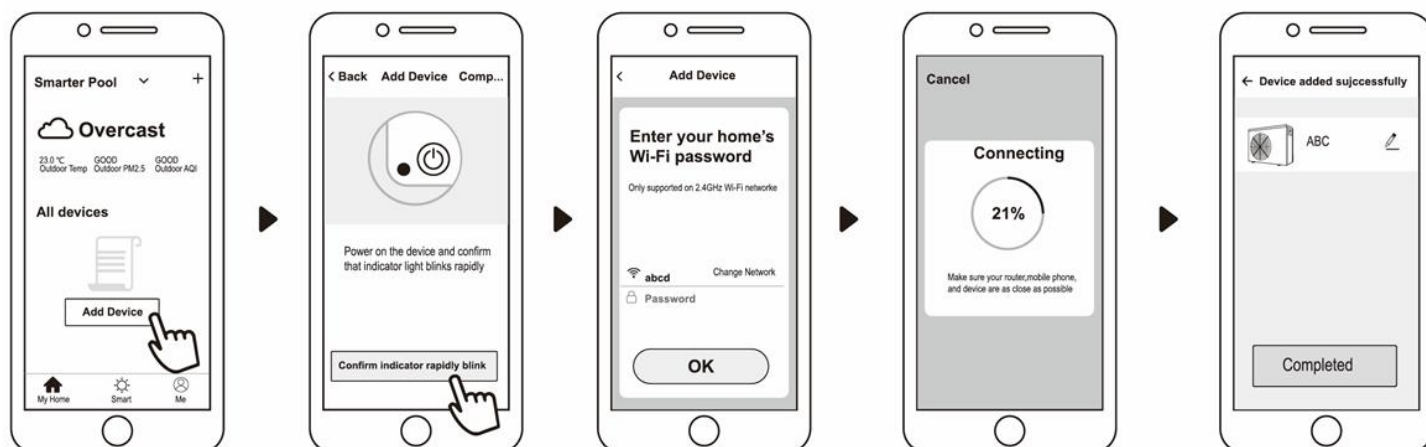 Smarter Pool
Overcast
23.0 ℃ GOOD GOOD
Outdoor Temp Outdoor PM2.5 Outdoor AQI
All devices
Add Device
My Home Smart Me
Back Add Device Comp...
Power on the device and confirm
that indicator light blinks rapidly
Confirm indicator rapidly blink
Add Device
Enter your home's
Wi-Fi password
Only supported on 2.4GHz Wi-Fi networke
abcd Change Network
Password
OK
Cancel
Connecting
21%
Make sure your router,mobile phone,
and device are as close as possible
Device added sujccessfully
ABC
Completed